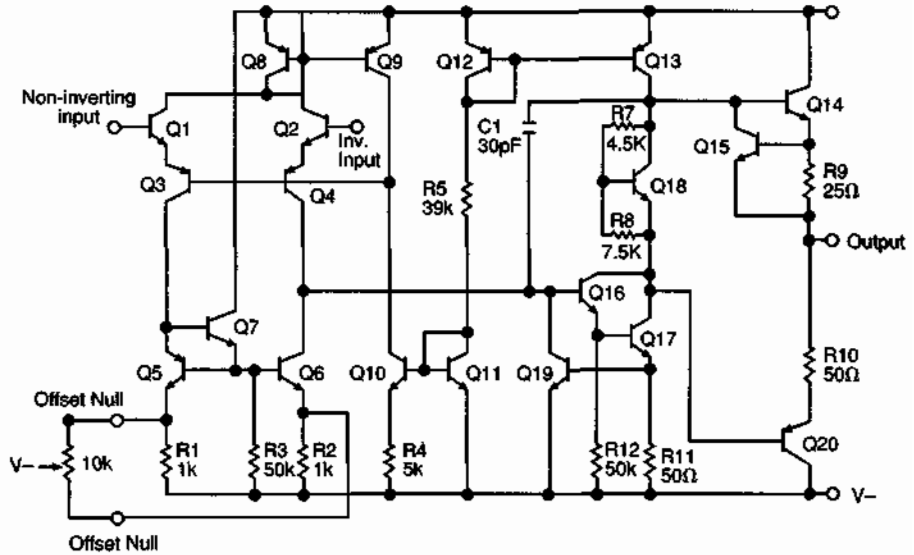 Q8
Q9
Q12
Q13
Non-inverting
input
Q1
Q2
Inv.
Input
C1
30pF
R7
4.5K
Q14
Q15
Q3
Q4
R5
39k
Q18
R9
25Ω
R8
7.5K
Output
Q16
Q7
Q17
Q5
Q6
Q10
Q11
Q19
R10
50Ω
Offset Null
Q20
V–
10k
R1
1k
R3
50k
R2
1k
R4
5k
R12
50k
R11
50Ω
V–
Offset Null